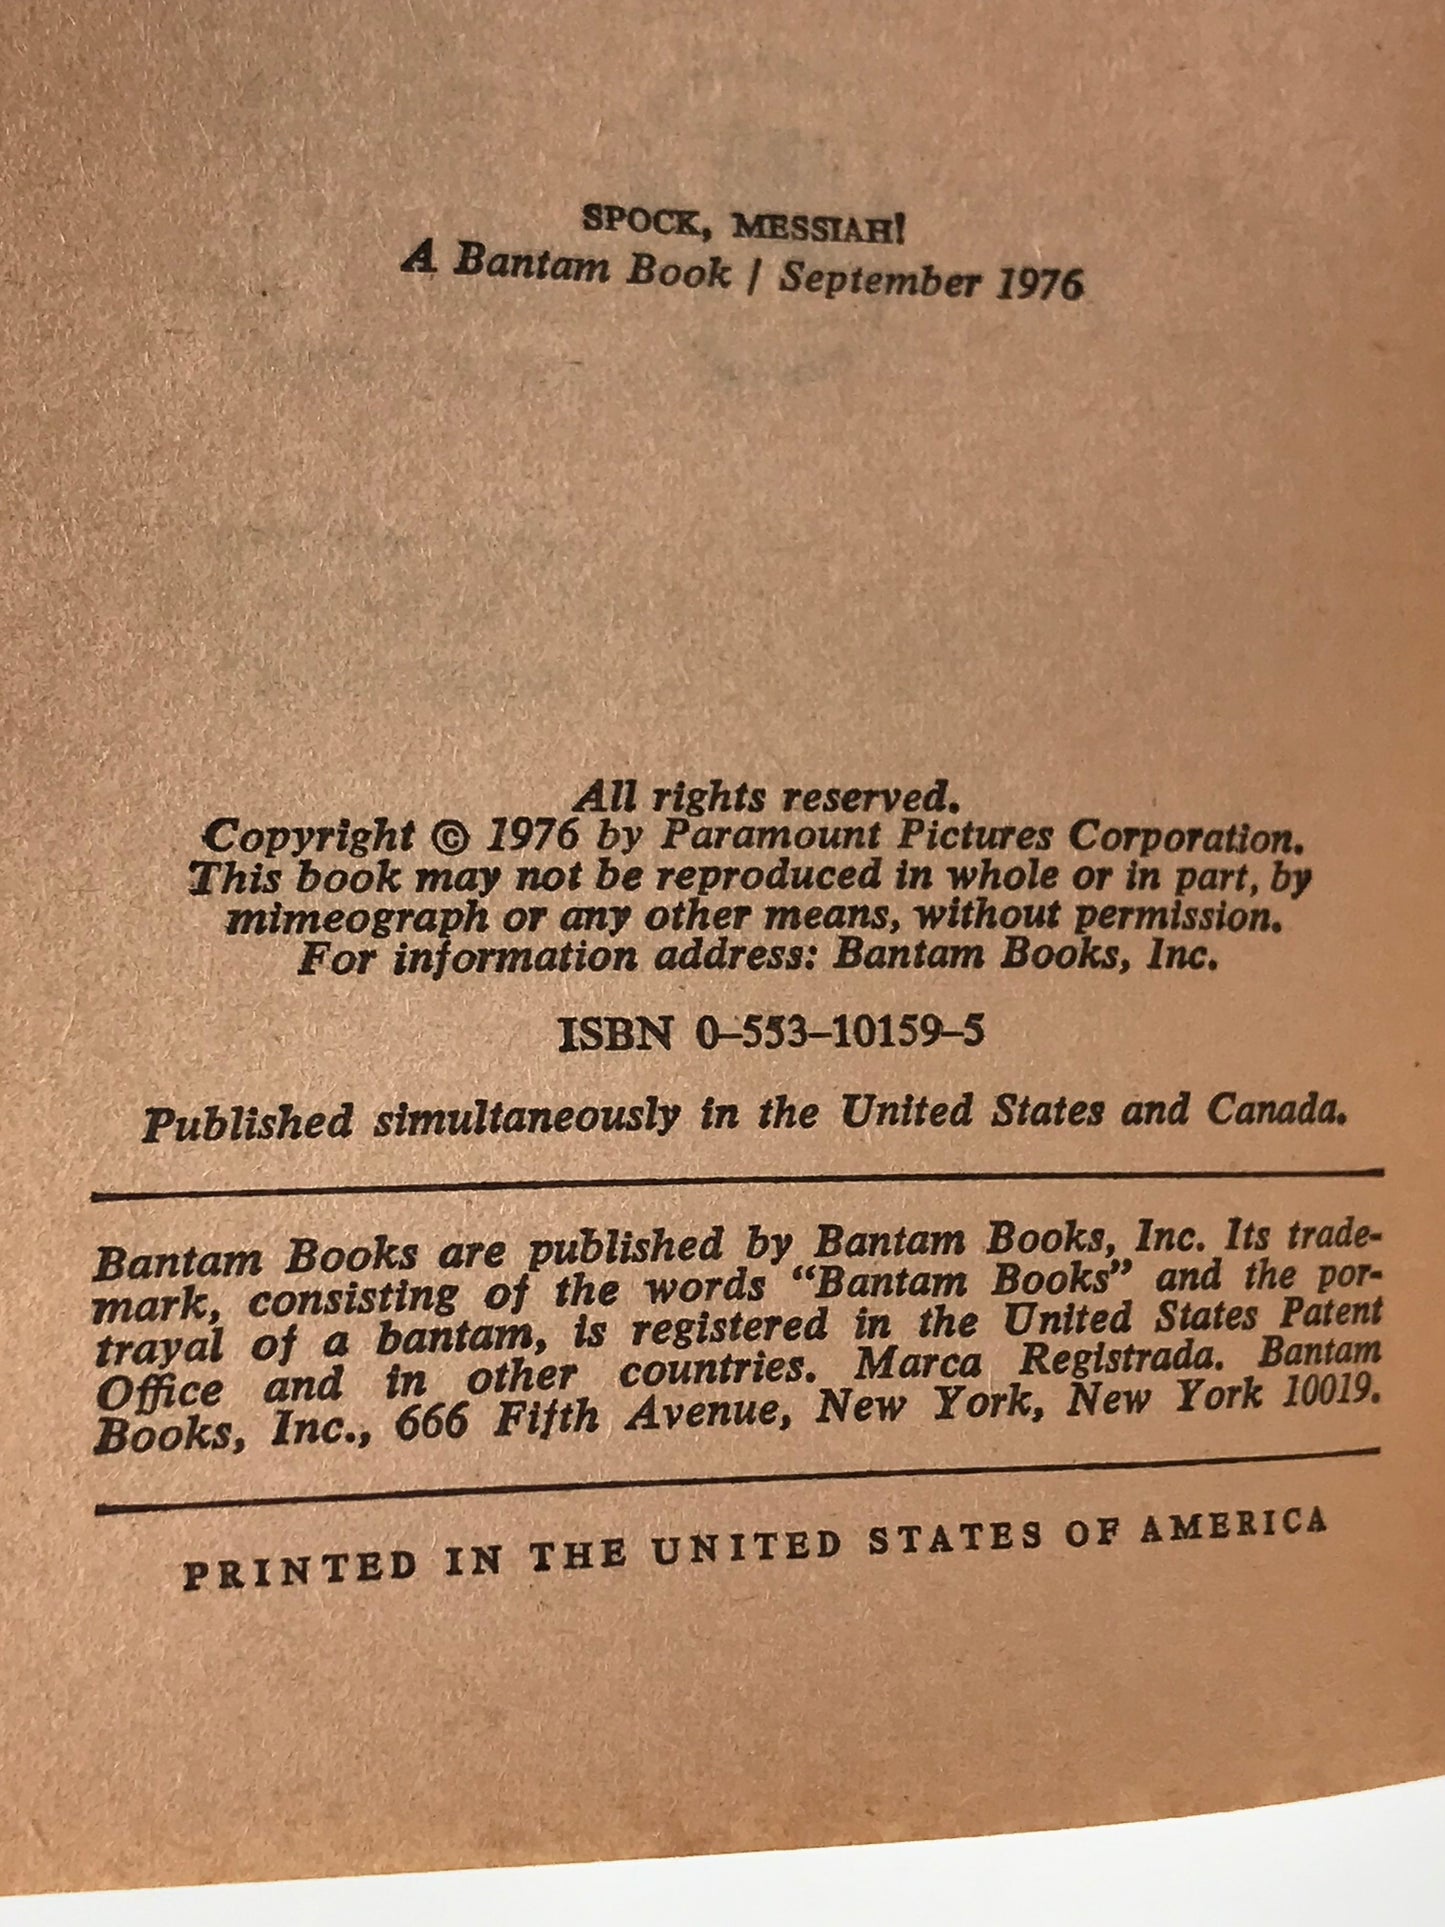 SPOCK, MESSIAH!
A Bantam Book / September 1976
All rights reserved.
Copyright © 1976 by Paramount Pictures Corporation.
This book may not be reproduced in whole or in part, by
mimeograph or any other means, without permission.
For information address: Bantam Books, Inc.
ISBN 0–553–10159–5
Published simultaneously in the United States and Canada.
Bantam Books are published by Bantam Books, Inc. Its trade-
mark, consisting of the words “Bantam Books” and the por-
trayal of a bantam, is registered in the United States Patent
Office and in other countries. Marca Registrada. Bantam
Books, Inc., 666 Fifth Avenue, New York, New York 10019.
PRINTED IN THE UNITED STATES OF AMERICA